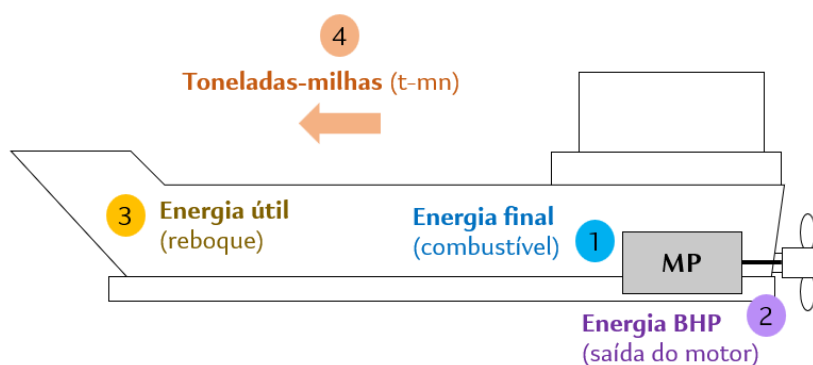 4
Toneladas-milhas (t-mn)
3
Energia útil
(reboque)
Energia final
(combustível)
1
MP
2
Energia BHP
(saída do motor)